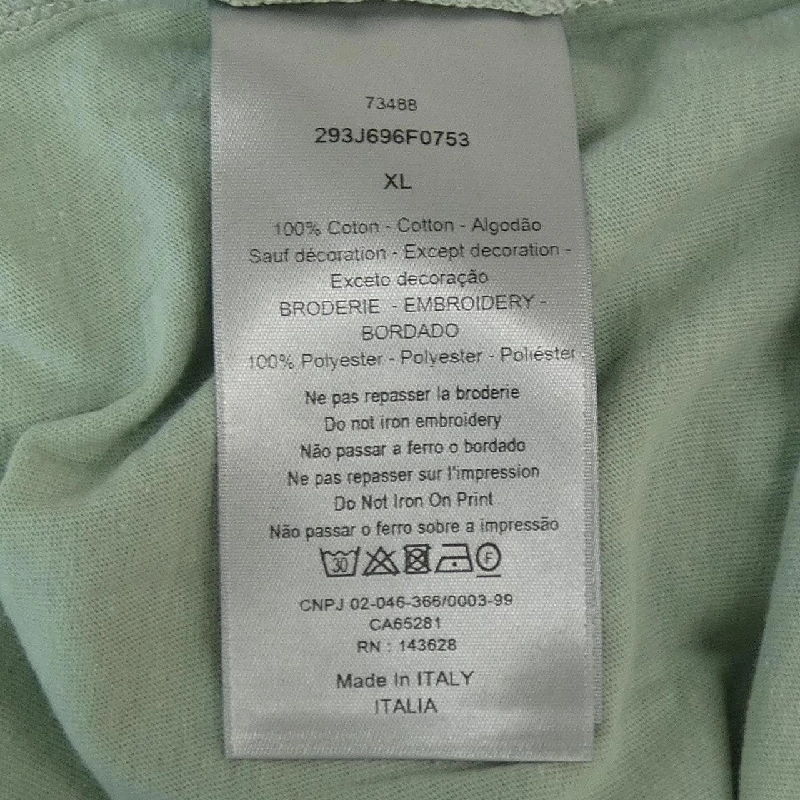 73488
293J696F0753
XL
100% Coton - Cotton - Algodão
Sauf décoration - Except decoration -
Exceto decoração
BRODERIE - EMBROIDERY -
BORDADO
100% Polyester - Polyester - Poliéster
Ne pas repasser la broderie
Do not iron embroidery
Não passar a ferro o bordado
Ne pas repasser sur l'impression
Do Not Iron On Print
Não passar o ferro sobre a impressão
30 F
CNPJ 02-046-366/0003-99
CA65281
RN : 143628
Made In ITALY
ITALIA